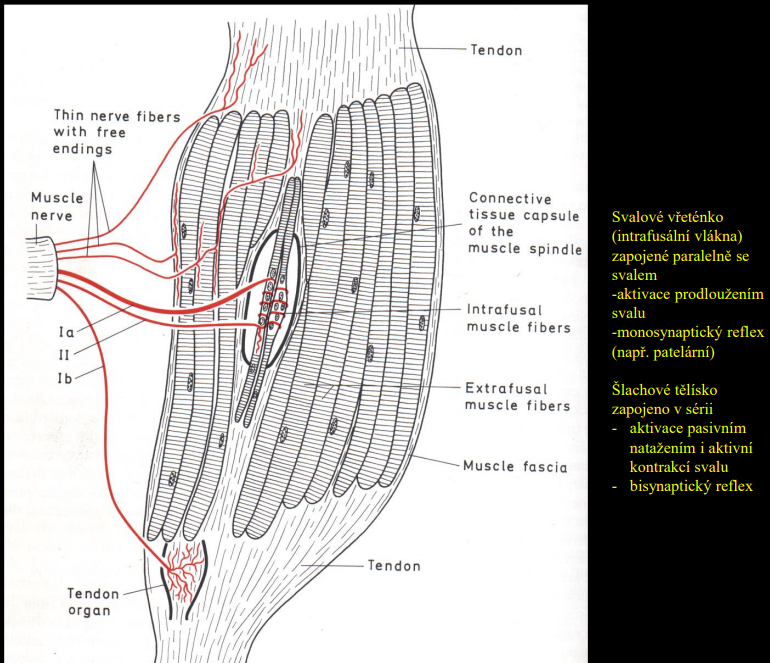 Tendon
Thin nerve fibers
with free
endings
Muscle
nerve
Connective
tissue capsule
of the
muscle spindle
Ia
II
Ib
Intrafusal
muscle fibers
Extrafusal
muscle fibers
Muscle fascia
Tendon
Tendon
organ
Svalové vřeténko
(intrafusální vlákna)
zapojené paralelně se
svalem
-aktivace prodloužením
svalu
-monosynaptický reflex
(např. patelární)
Šlachové tělísko
zapojeno v sérii
- aktivace pasivním
natažením i aktivní
kontrakcí svalu
- bisynaptický reflex